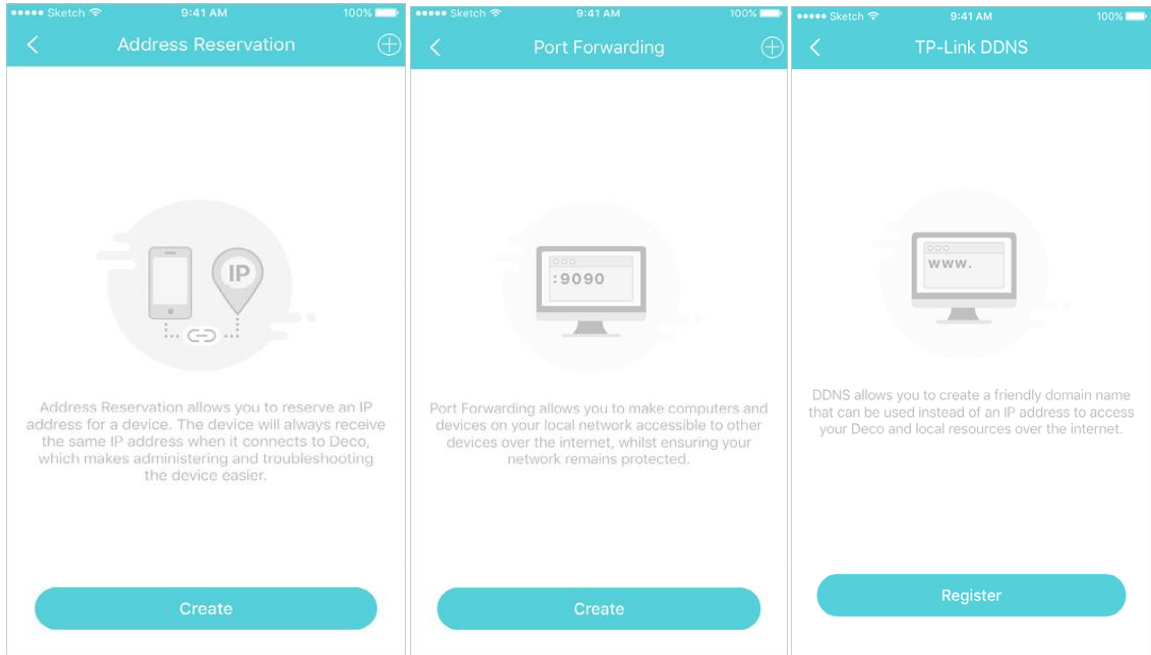 Sketch 9:41 AM 100%
Address Reservation
IP
Address Reservation allows you to reserve an IP
address for a device. The device will always receive
the same IP address when it connects to Deco,
which makes administering and troubleshooting
the device easier.
Create
Sketch 9:41 AM 100%
Port Forwarding
:9090
Port Forwarding allows you to make computers and
devices on your local network accessible to other
devices over the internet, whilst ensuring your
network remains protected.
Create
Sketch 9:41 AM 100%
TP-Link DDNS
www.
DDNS allows you to create a friendly domain name
that can be used instead of an IP address to access
your Deco and local resources over the internet.
Register